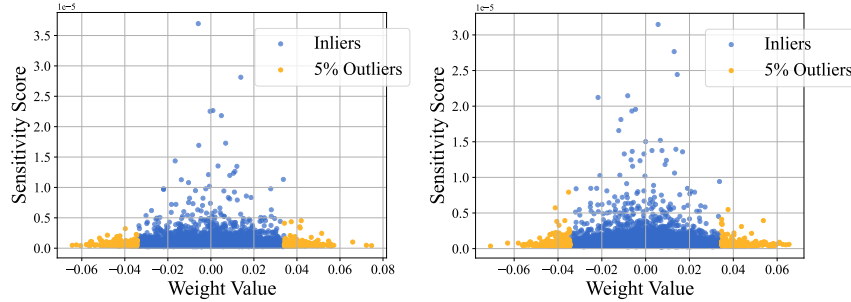 1e−5
3.5
3.0
2.5
2.0
1.5
1.0
0.5
0.0
Sensitivity Score
Inliers
5% Outliers
−0.06 −0.04 −0.02 0.00 0.02 0.04 0.06 0.08
Weight Value
1e−5
3.0
2.5
2.0
1.5
1.0
0.5
0.0
Sensitivity Score
Inliers
5% Outliers
−0.06 −0.04 −0.02 0.00 0.02 0.04 0.06
Weight Value